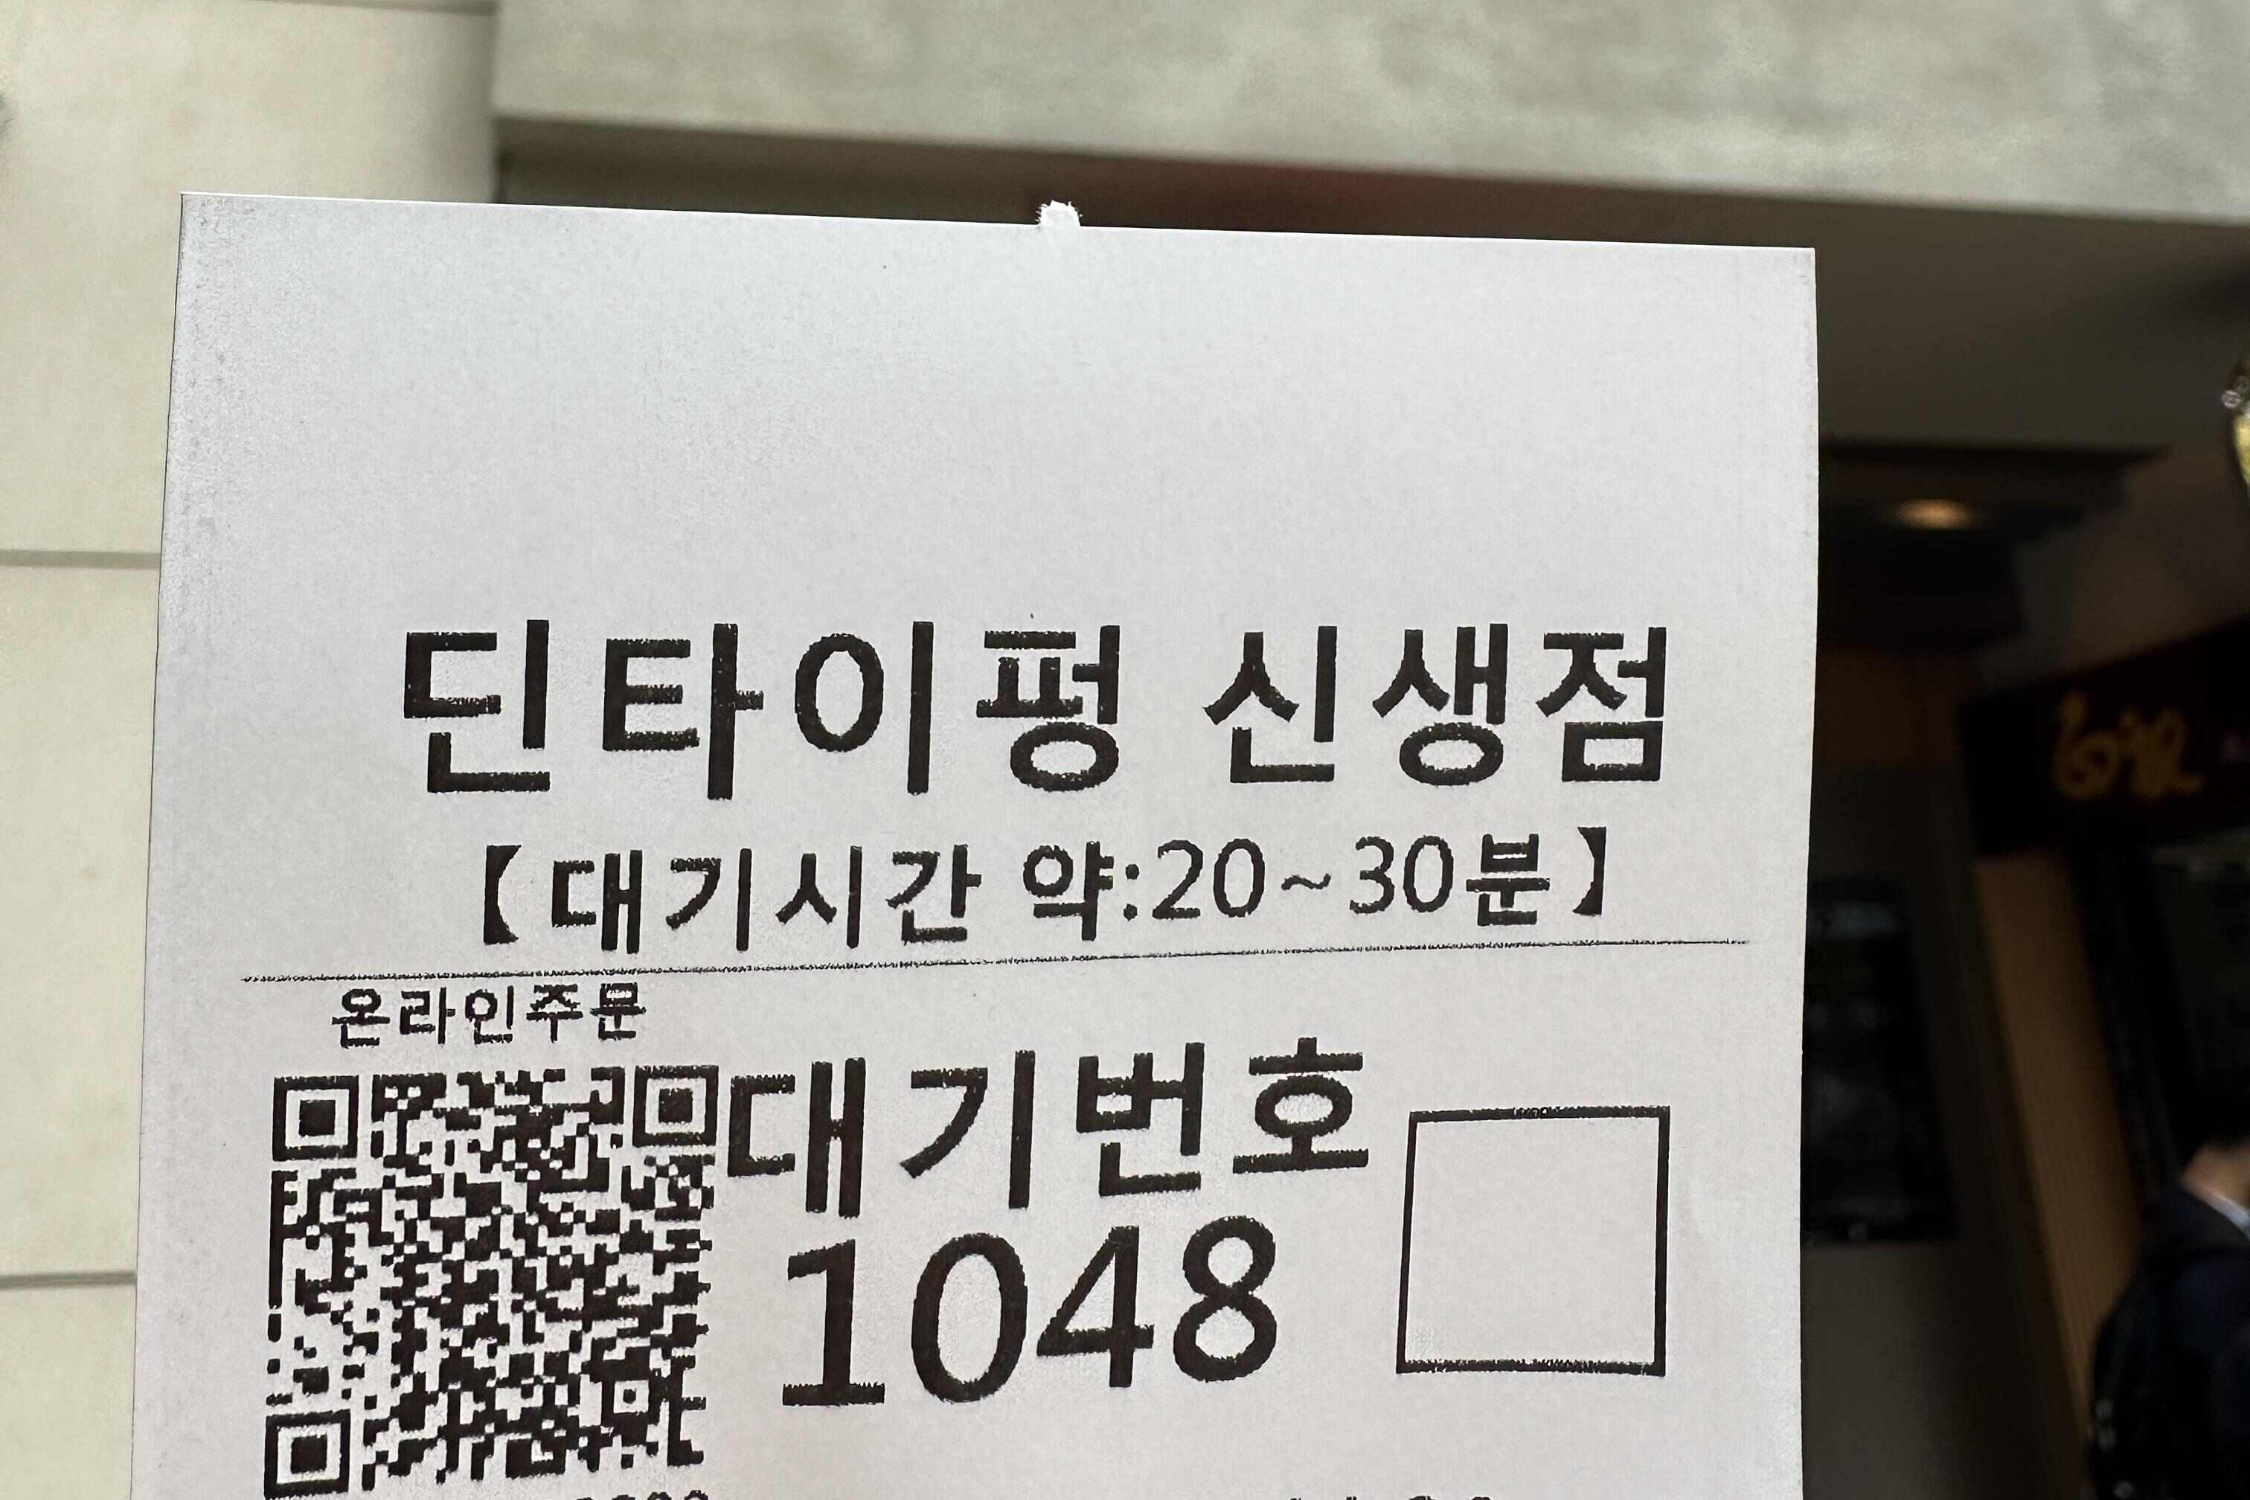 딘타이펑 신생점
【 대기시간 약:20~30분】
온라인주문
대기번호
1048